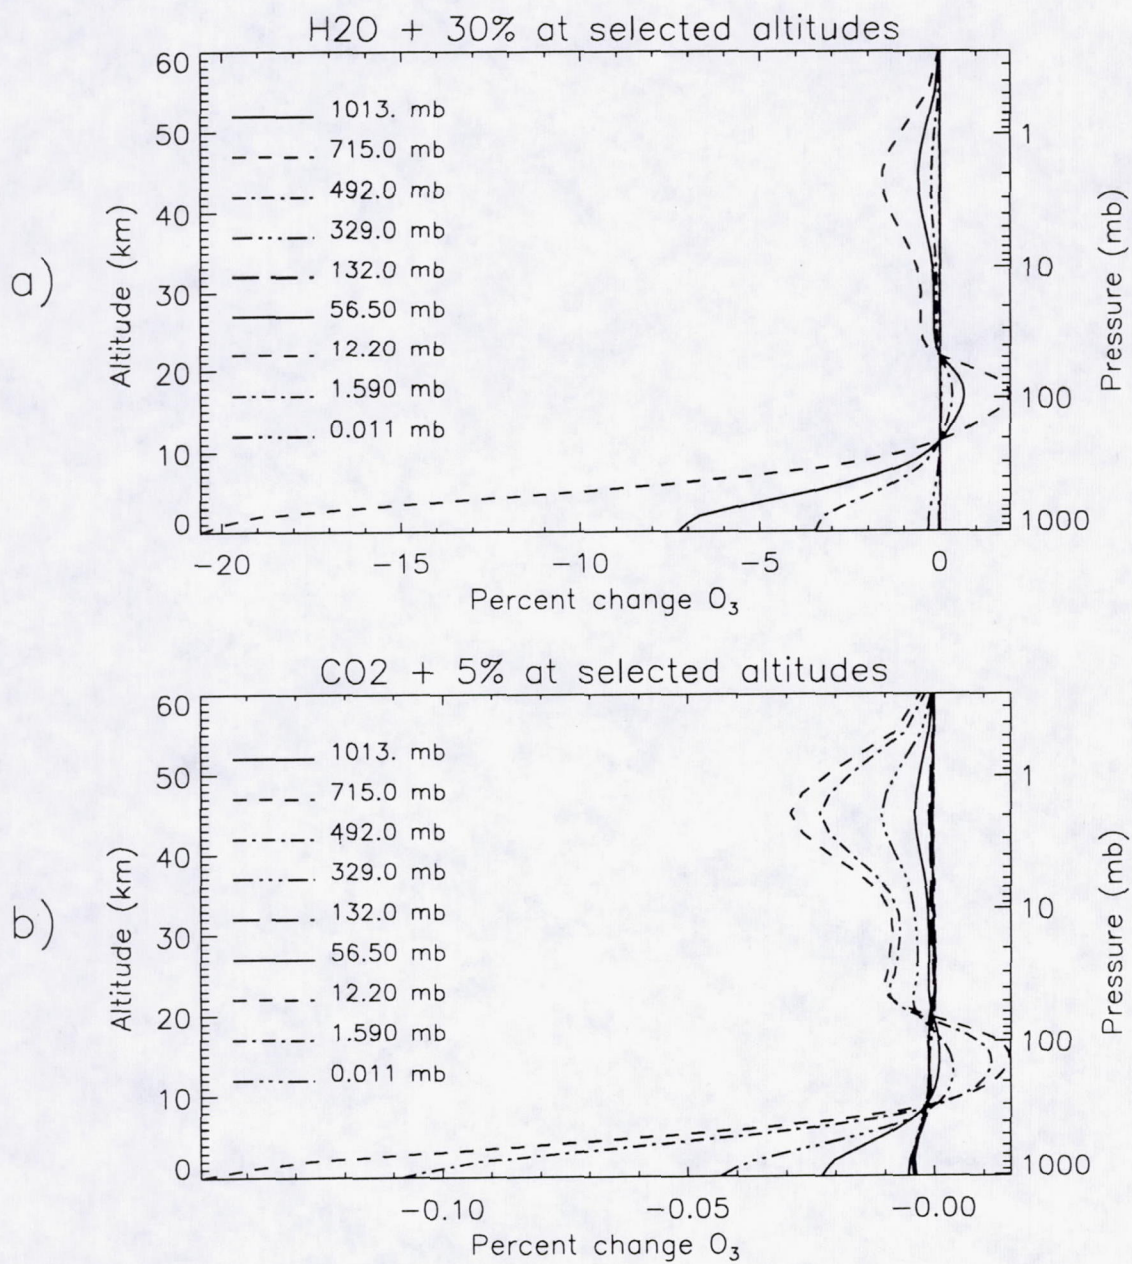 a)
H2O + 30% at selected altitudes
60
50
40
30
20
10
0
Altitude (km)
1013. mb
715.0 mb
492.0 mb
329.0 mb
132.0 mb
56.50 mb
12.20 mb
1.590 mb
0.011 mb
1
10
100
1000
Pressure (mb)
−20 −15 −10 −5 0
Percent change O₃
b)
CO2 + 5% at selected altitudes
60
50
40
30
20
10
0
Altitude (km)
1013. mb
715.0 mb
492.0 mb
329.0 mb
132.0 mb
56.50 mb
12.20 mb
1.590 mb
0.011 mb
1
10
100
1000
Pressure (mb)
−0.10 −0.05 −0.00
Percent change O₃